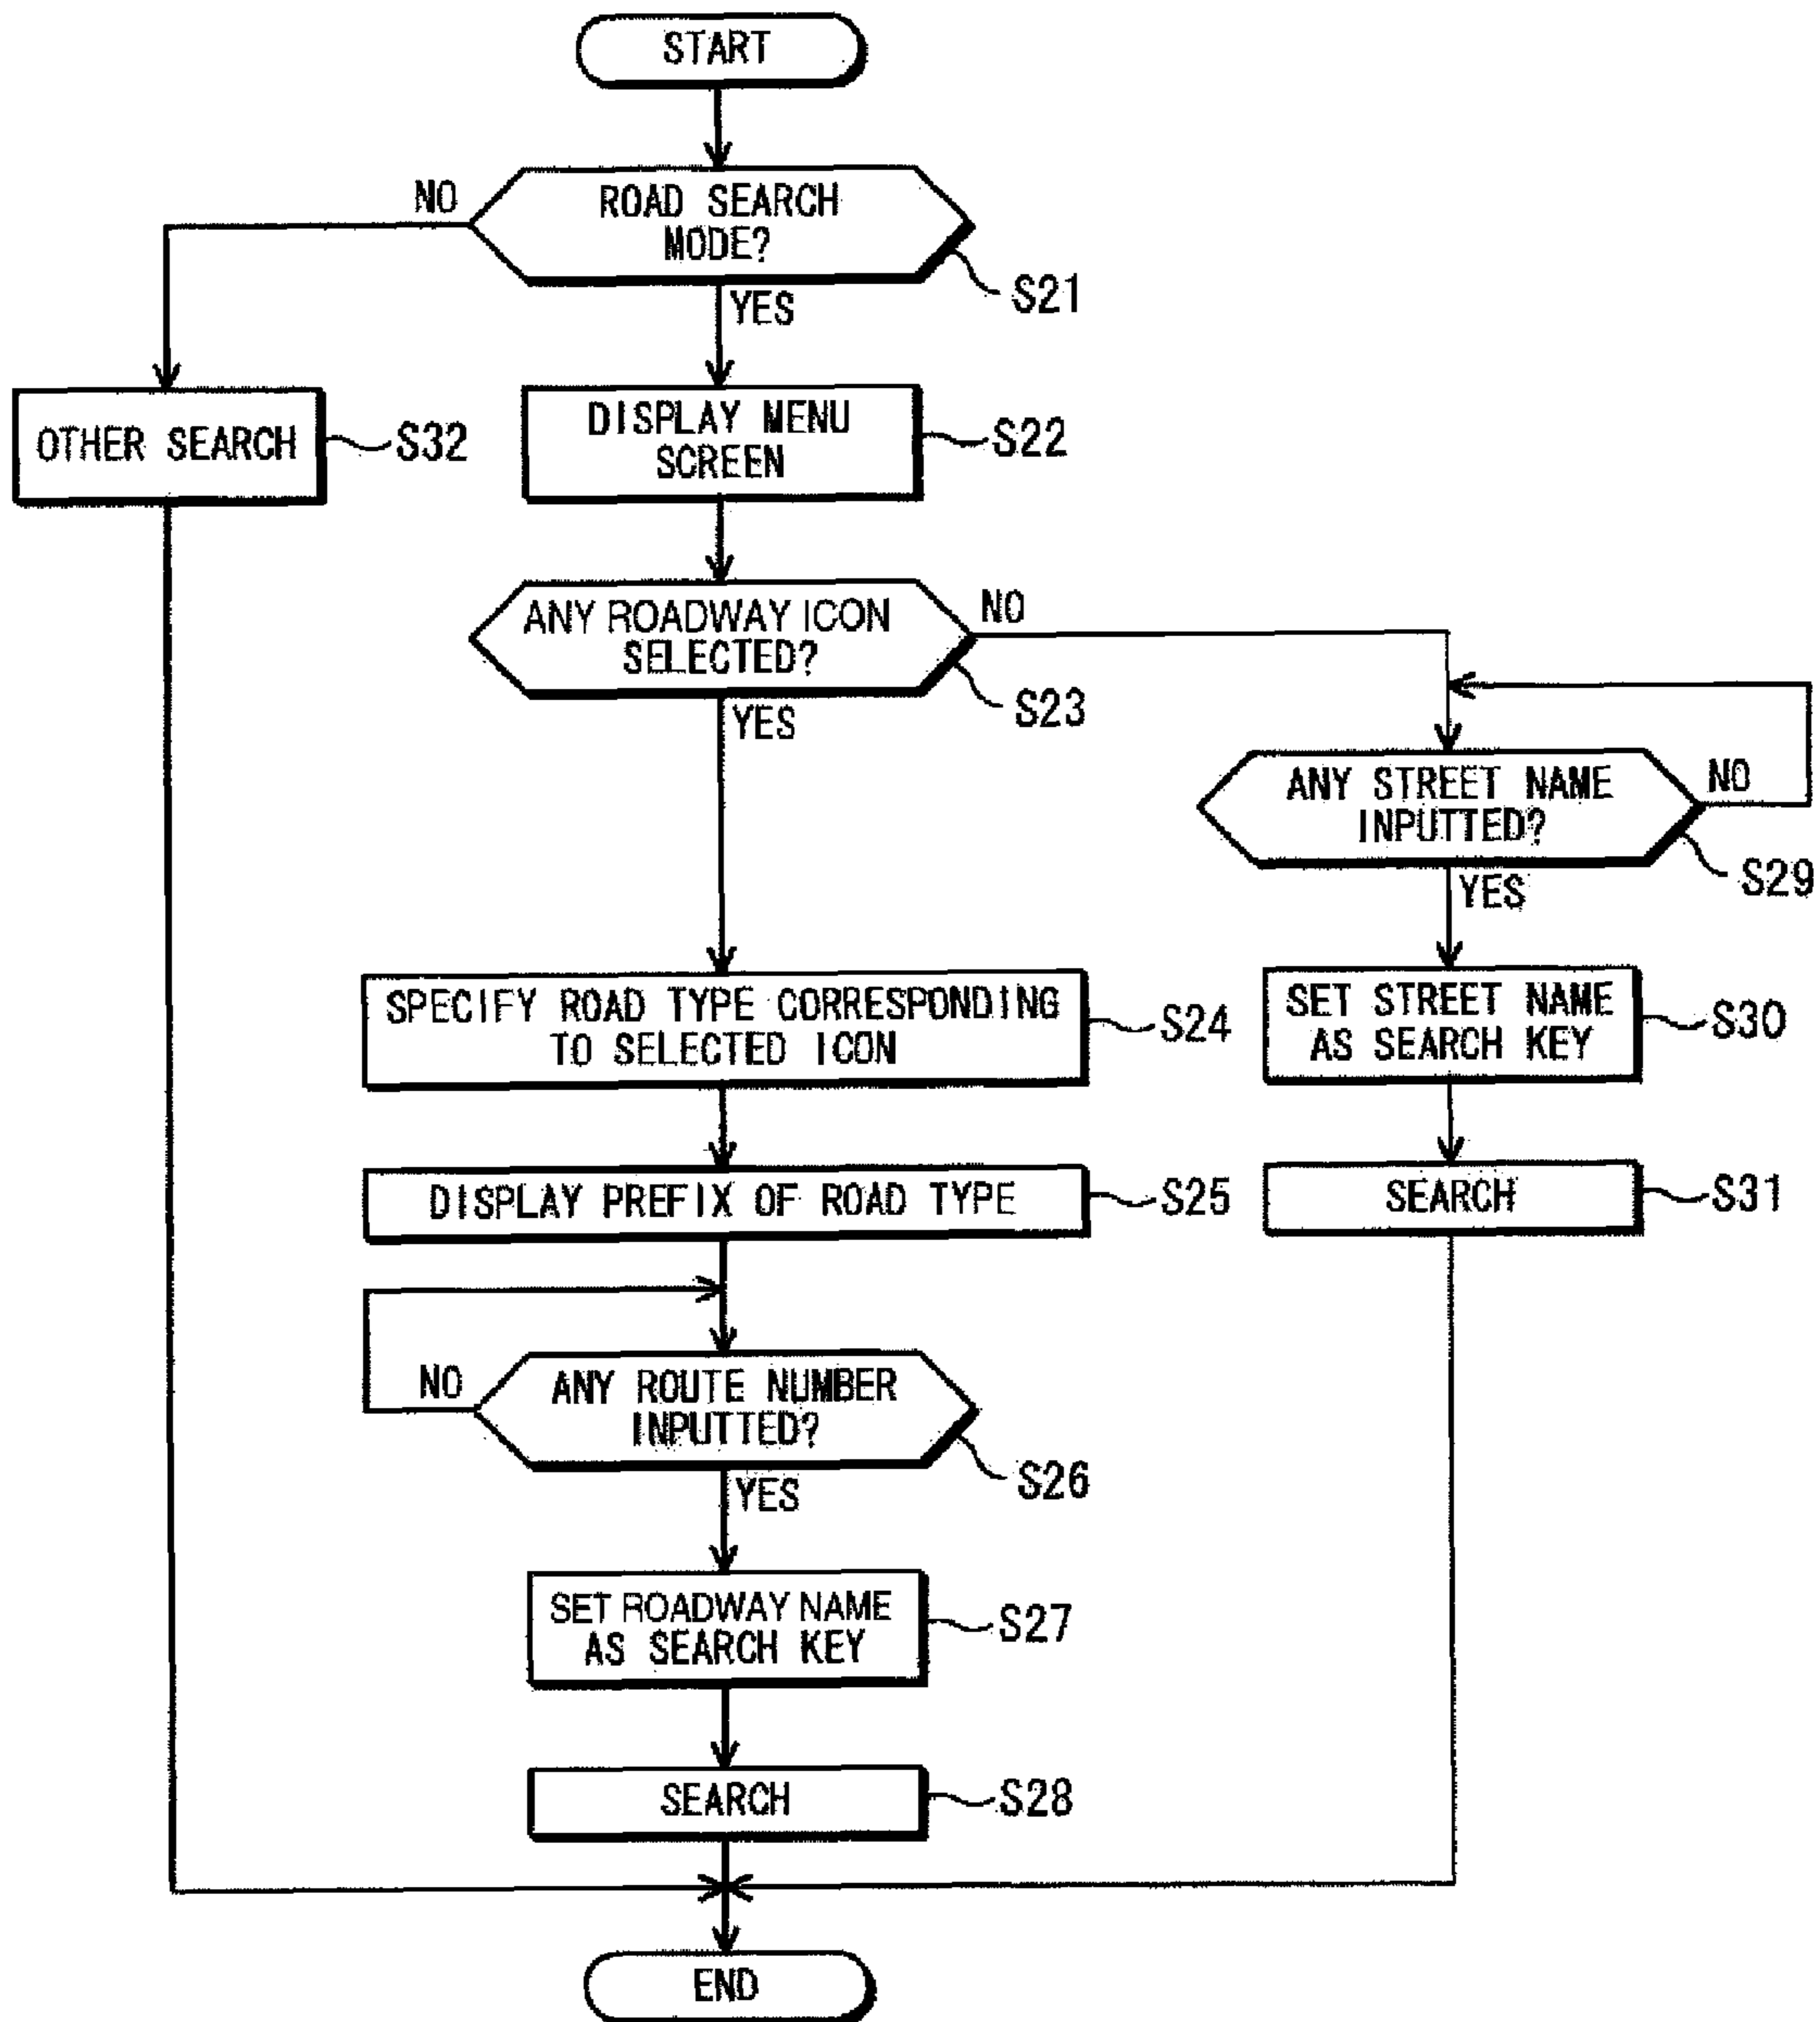 START
NO
ROAD SEARCH
MODE?
S21
YES
OTHER SEARCH
S32
DISPLAY MENU
SCREEN
S22
ANY ROADWAY ICON
SELECTED?
NO
S23
YES
ANY STREET NAME
INPUTTED?
NO
S29
YES
SPECIFY ROAD TYPE CORRESPONDING
TO SELECTED ICON
S24
SET STREET NAME
AS SEARCH KEY
S30
DISPLAY PREFIX OF ROAD TYPE
S25
SEARCH
S31
NO
ANY ROUTE NUMBER
INPUTTED?
S26
YES
SET ROADWAY NAME
AS SEARCH KEY
S27
SEARCH
S28
END